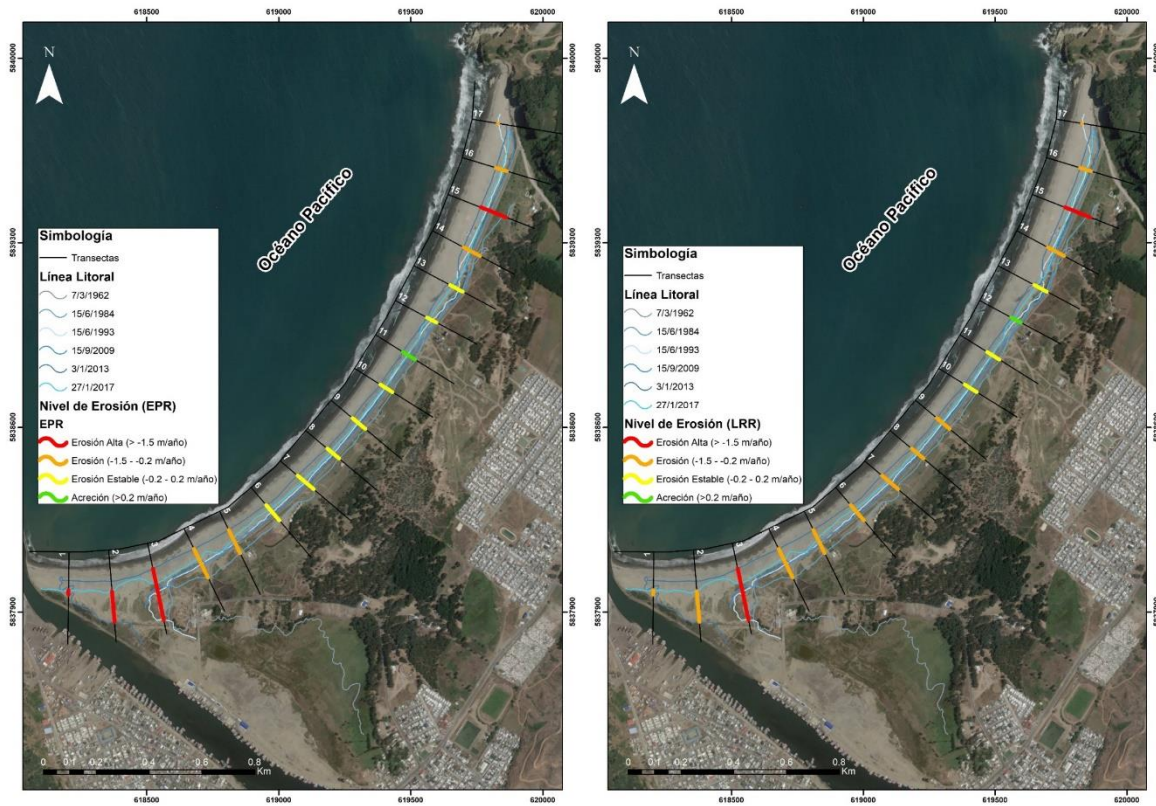 618500 619000 619500 620000
5840000
5839300
5838600
5837900
N
Océano Pacífico
17
16
15
14
13
12
11
10
9
8
7
6
5
4
3
2
1
Simbología
Transectas
Línea Litoral
7/3/1962
15/6/1984
15/6/1993
15/9/2009
3/1/2013
27/1/2017
Nivel de Erosión (EPR)
EPR
Erosión Alta (> -1.5 m/año)
Erosión (-1.5 - -0.2 m/año)
Erosión Estable (-0.2 - 0.2 m/año)
Acreción (>0.2 m/año)
0 0.2 0.4 0.6 0.8
Km
618500 619000 619500 620000
618500 619000 619500 620000
5840000
5839300
5838600
5837900
N
Océano Pacífico
17
16
15
14
13
12
11
10
9
8
7
6
5
4
3
2
1
Simbología
Transectas
Línea Litoral
7/3/1962
15/6/1984
15/6/1993
15/9/2009
3/1/2013
27/1/2017
Nivel de Erosión (LRR)
Erosión Alta (> -1.5 m/año)
Erosión (-1.5 - -0.2 m/año)
Erosión Estable (-0.2 - 0.2 m/año)
Acreción (>0.2 m/año)
0 0.2 0.4 0.6 0.8
Km
5840000
5839300
5838600
5837900
618500 619000 619500 620000